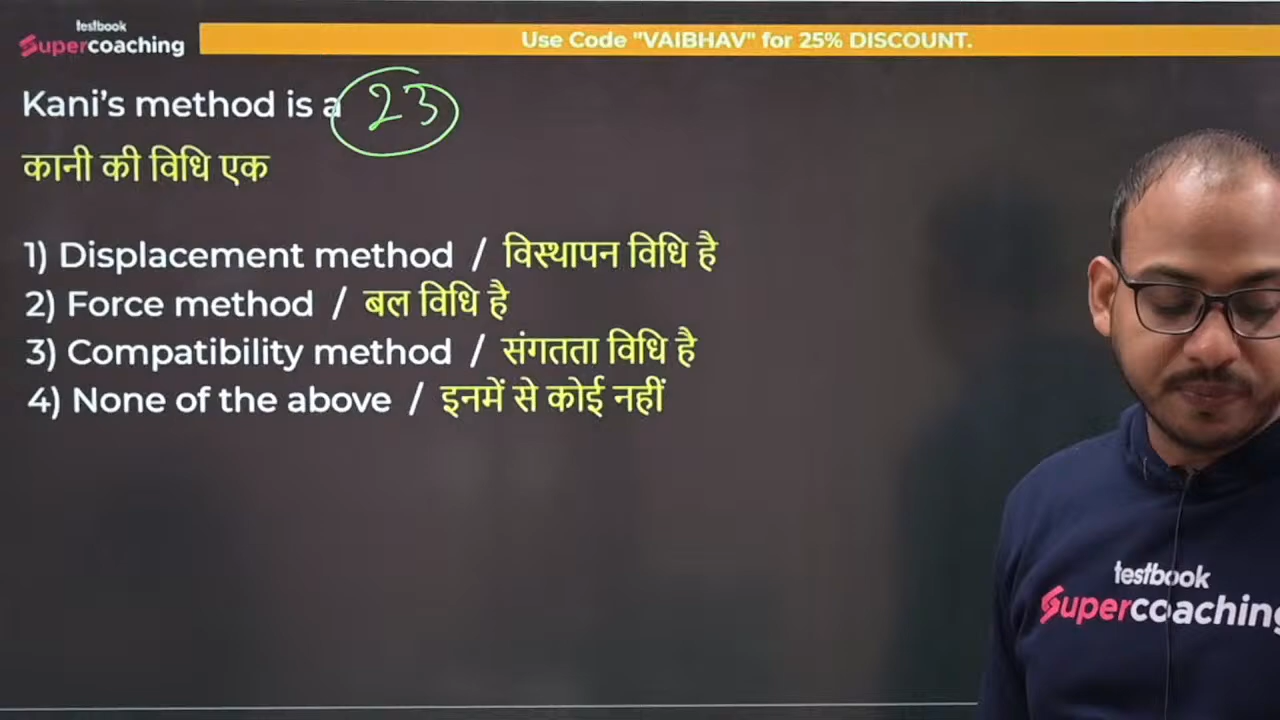 testbook
Supercoaching
Use Code "VAIBHAV" for 25% DISCOUNT.
Kani's method is a 23
कानी की विधि एक
1) Displacement method / विस्थापन विधि है
2) Force method / बल विधि है
3) Compatibility method / संगतता विधि है
4) None of the above / इनमें से कोई नहीं
testbook
Supercoaching